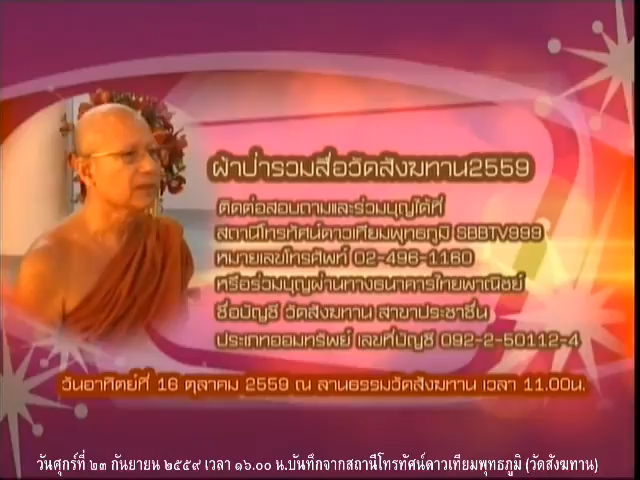 ผ้าป่ารวมสื่อวัดสังฆทาน2559
ติดต่อสอบถามและร่วมบุญได้ที่
สถานีโทรทัศน์ดาวเทียมพุทธภูมิ SBBTV999
หมายเลขโทรศัพท์ 02-496-1160
หรือร่วมบุญผ่านทางธนาคารไทยพาณิชย์
ชื่อบัญชี วัดสังฆทาน สาขาประชาชื่น
ประเภทออมทรัพย์ เลขที่บัญชี 092-2-50112-4
วันอาทิตย์ที่ 16 ตุลาคม 2559 ณ ลานธรรมวัดสังฆทาน เวลา 11.00น.
วันศุกร์ที่ ๒๓ กันยายน ๒๕๕๙ เวลา ๑๖.๐๐ น.บันทึกจากสถานีโทรทัศน์ดาวเทียมพุทธภูมิ (วัดสังฆทาน)